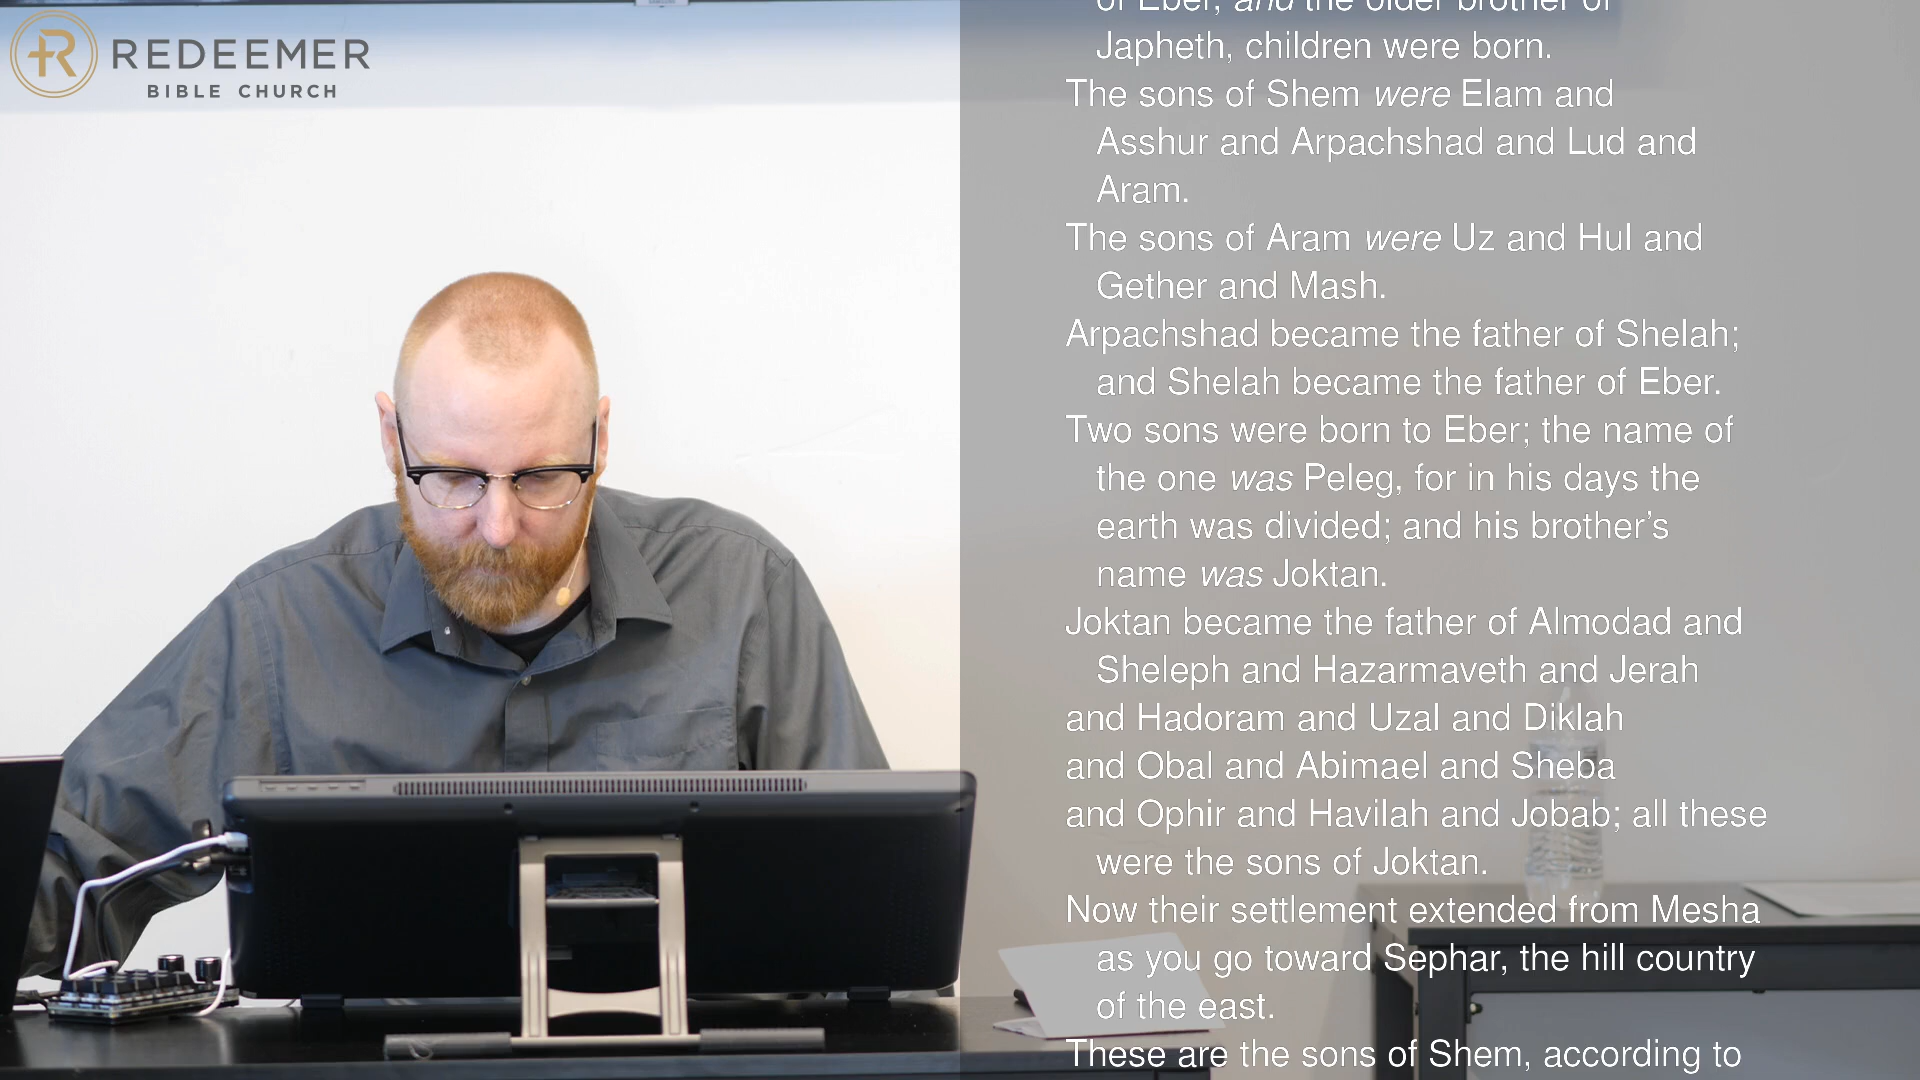 REDEEMER
BIBLE CHURCH
of Eber, and the older brother of
Japheth, children were born.
The sons of Shem were Elam and
Asshur and Arpachshad and Lud and
Aram.
The sons of Aram were Uz and Hul and
Gether and Mash.
Arpachshad became the father of Shelah;
and Shelah became the father of Eber.
Two sons were born to Eber; the name of
the one was Peleg, for in his days the
earth was divided; and his brother’s
name was Joktan.
Joktan became the father of Almodad and
Sheleph and Hazarmaveth and Jerah
and Hadoram and Uzal and Diklah
and Obal and Abimael and Sheba
and Ophir and Havilah and Jobab; all these
were the sons of Joktan.
Now their settlement extended from Mesha
as you go toward Sephar, the hill country
of the east.
These are the sons of Shem, according to